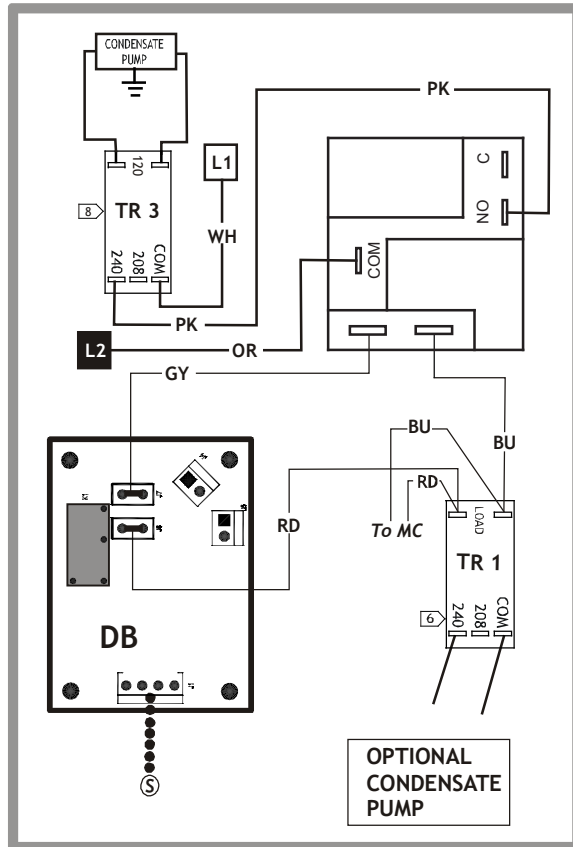 CONDENSATE
PUMP
PK
L1
120
C
8
TR 3
NO
WH
240
208
COM
COM
PK
L2
OR
GY
BU
BU
RD
RD
To MC
LOAD
TR 1
DB
6
240
208
COM
S
OPTIONAL
CONDENSATE
PUMP